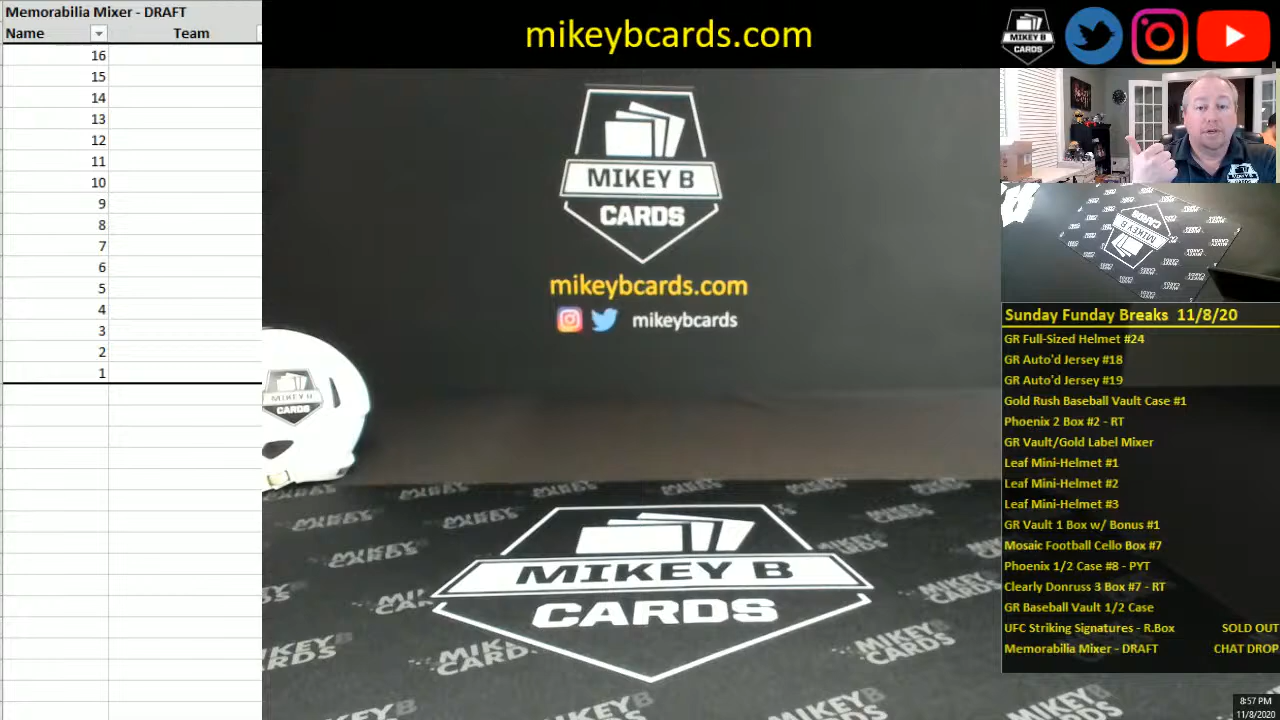 Memorabilia Mixer - DRAFT
Name Team
16
15
14
13
12
11
10
9
8
7
6
5
4
3
2
1
mikeybcards.com
MIKEY B
CARDS
MIKEY B
CARDS
mikeybcards.com
mikeybcards
MIKEY B
CARDS
MIKEY B
CARDS
MIKEY B
CARDS
Sunday Funday Breaks 11/8/20
GR Full-Sized Helmet #24
GR Auto'd Jersey #18
GR Auto'd Jersey #19
Gold Rush Baseball Vault Case #1
Phoenix 2 Box #2 - RT
GR Vault/Gold Label Mixer
Leaf Mini-Helmet #1
Leaf Mini-Helmet #2
Leaf Mini-Helmet #3
GR Vault 1 Box w/ Bonus #1
Mosaic Football Cello Box #7
Phoenix 1/2 Case #8 - PYT
Clearly Donruss 3 Box #7 - RT
GR Baseball Vault 1/2 Case
UFC Striking Signatures - R.Box SOLD OUT
Memorabilia Mixer - DRAFT CHAT DROP
8:57 PM
11/8/2020